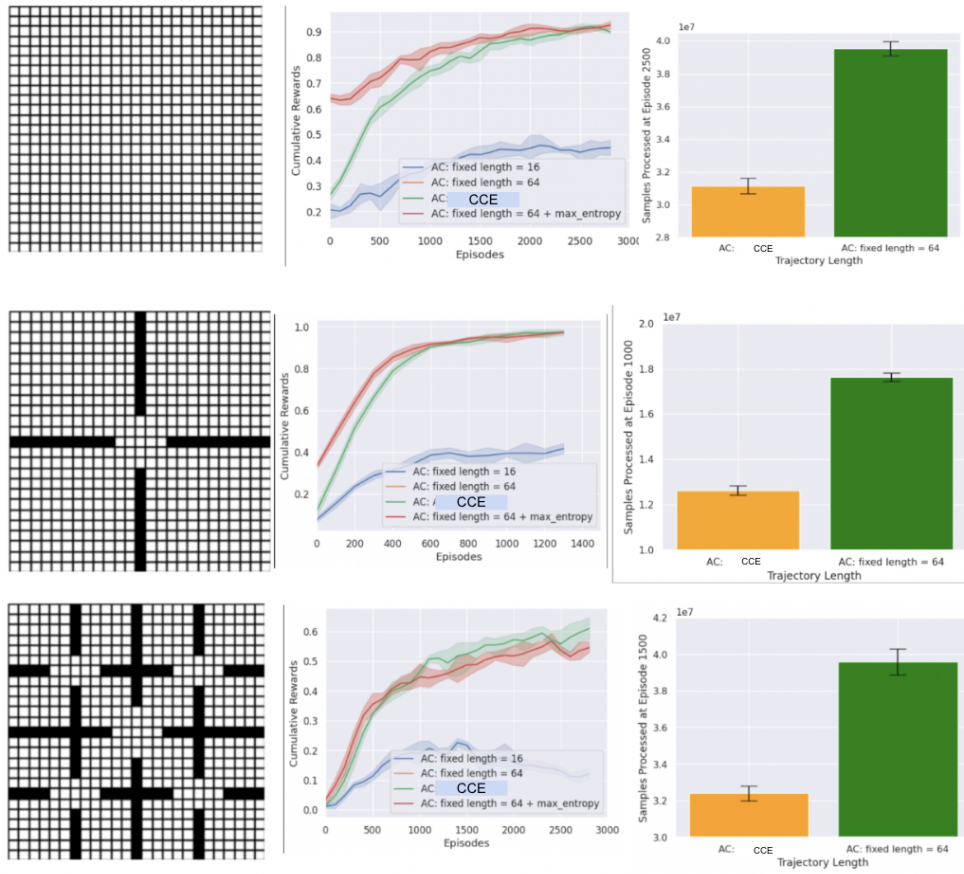 0.9
0.8
0.7
0.6
0.5
0.4
0.3
0.2
Cumulative Rewards
AC: fixed length = 16
AC: fixed length = 64
AC: CCE
AC: fixed length = 64 + max_entropy
0 500 1000 1500 2000 2500 3000
Episodes
1e7
4.0
3.8
3.6
3.4
3.2
3.0
2.8
Samples Processed at Episode 2500
AC: CCE AC: fixed length = 64
Trajectory Length
1.0
0.8
0.6
0.4
0.2
Cumulative Rewards
AC: fixed length = 16
AC: fixed length = 64
AC: CCE
AC: fixed length = 64 + max_entropy
0 200 400 600 800 1000 1200 1400
Episodes
1e7
2.0
1.8
1.6
1.4
1.2
1.0
Samples Processed at Episode 1000
AC: CCE AC: fixed length = 64
Trajectory Length
0.6
0.5
0.4
0.3
0.2
0.1
0.0
Cumulative Rewards
AC: fixed length = 16
AC: fixed length = 64
AC: CCE
AC: fixed length = 64 + max_entropy
0 500 1000 1500 2000 2500 3000
Episodes
1e7
4.2
4.0
3.8
3.6
3.4
3.2
3.0
Samples Processed at Episode 1500
AC: CCE AC: fixed length = 64
Trajectory Length